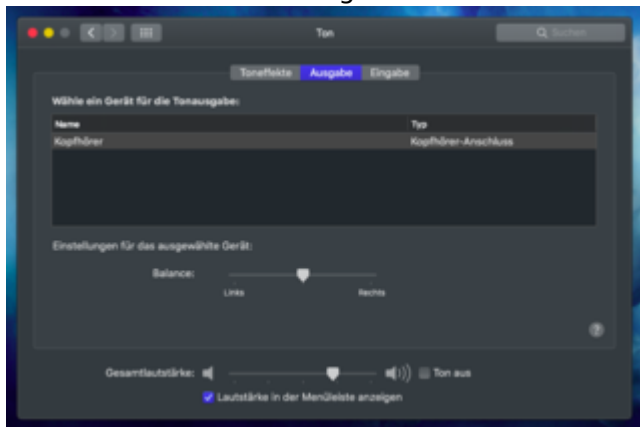 Ton
Suchen
Toneffekte Ausgabe Eingabe
Wähle ein Gerät für die Tonausgabe:
Name Typ
Kopfhörer Kopfhörer-Anschluss
Einstellungen für das ausgewählte Gerät:
Balance:
Links Rechts
?
Gesamtlautstärke: Ton aus
Lautstärke in der Menüleiste anzeigen